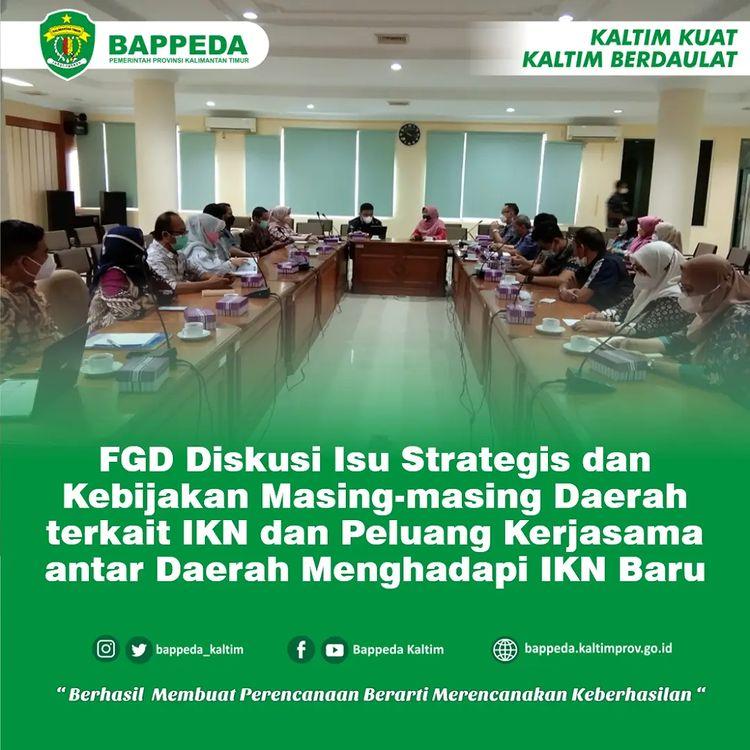 BAPPEDA
PEMERINTAH PROVINSI KALIMANTAN TIMUR
KALTIM KUAT
KALTIM BERDAULAT
FGD Diskusi Isu Strategis dan
Kebijakan Masing-masing Daerah
terkait IKN dan Peluang Kerjasama
antar Daerah Menghadapi IKN Baru
bappeda_kaltim
Bappeda Kaltim
bappeda.kaltimprov.go.id
“ Berhasil Membuat Perencanaan Berarti Merencanakan Keberhasilan “